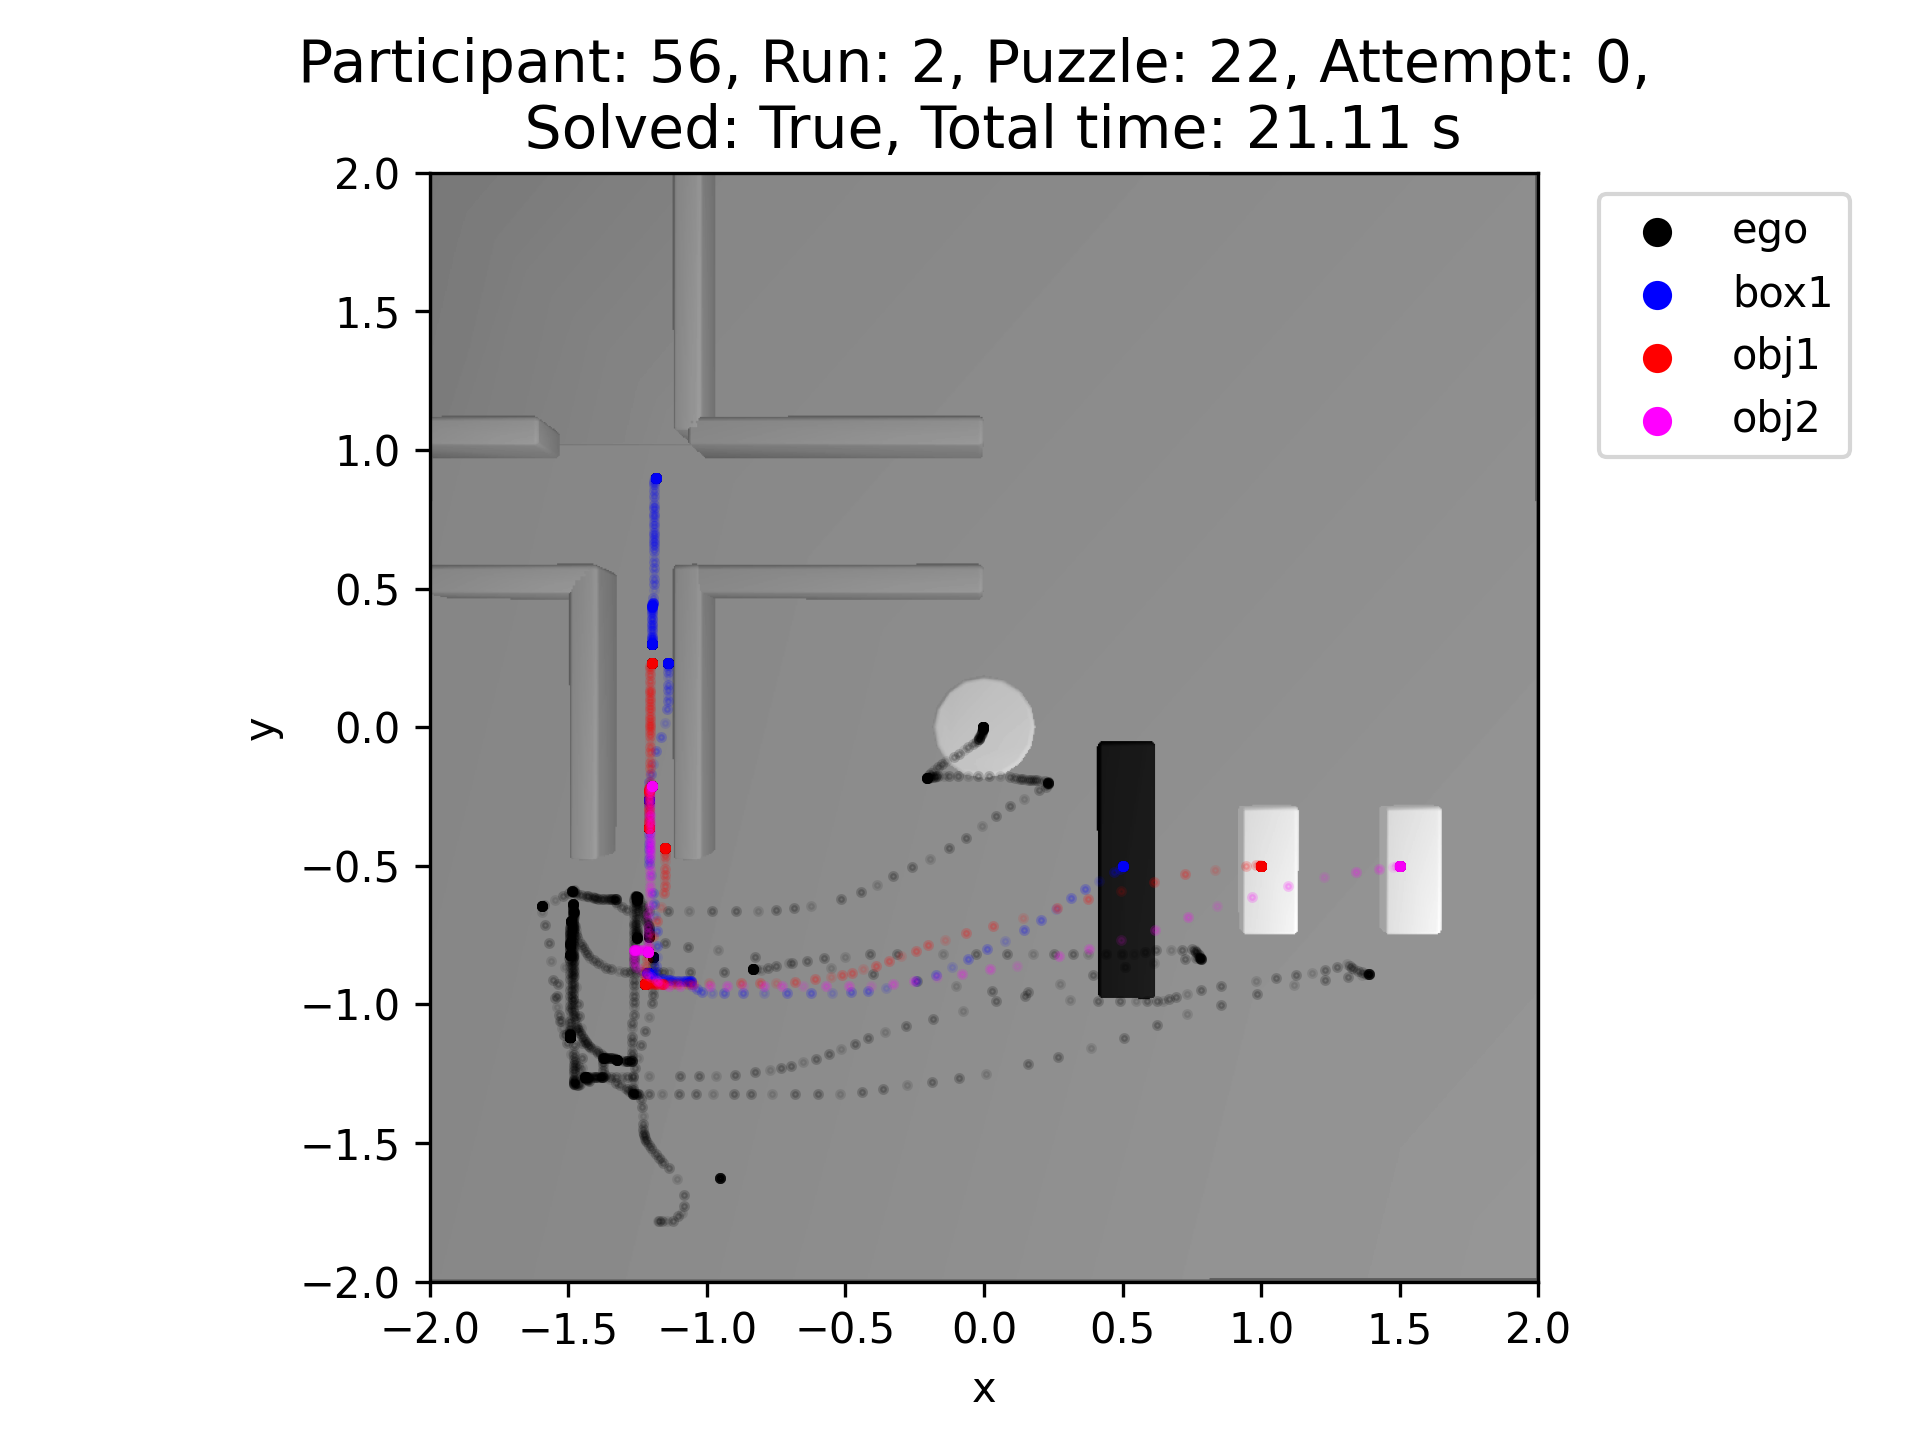 Participant: 56, Run: 2, Puzzle: 22, Attempt: 0,
Solved: True, Total time: 21.11 s
2.0
1.5
1.0
0.5
0.0
−0.5
−1.0
−1.5
−2.0
y
−2.0 −1.5 −1.0 −0.5 0.0 0.5 1.0 1.5 2.0
x
ego
box1
obj1
obj2